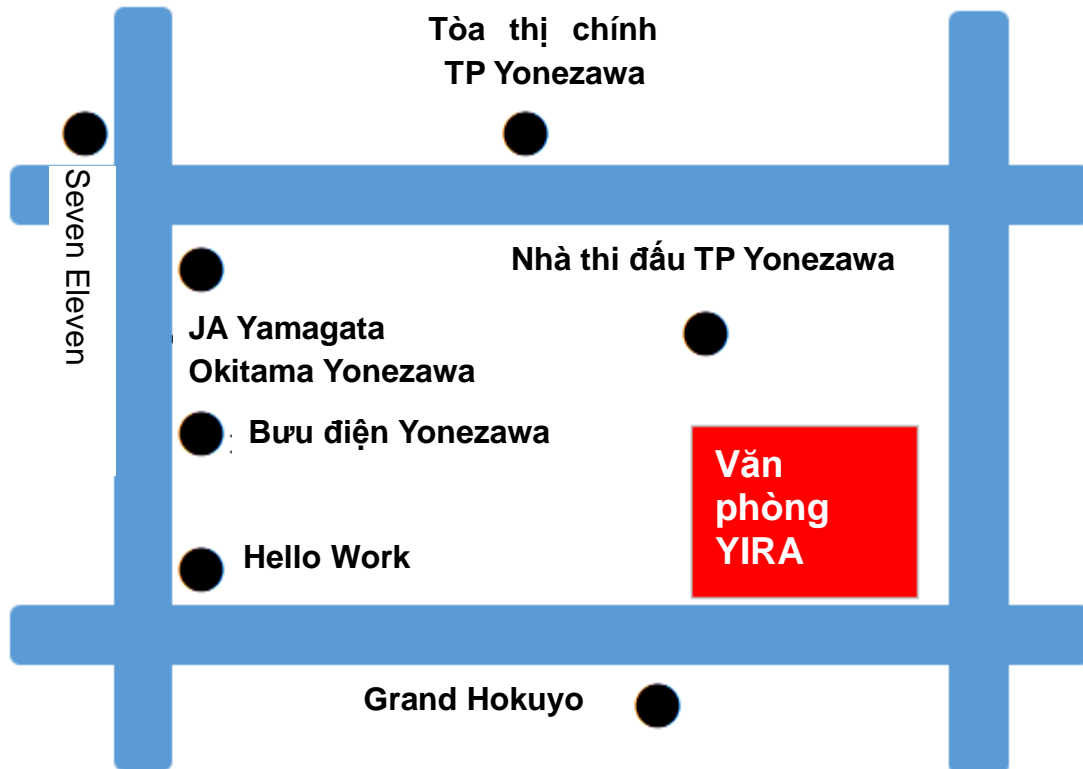 Tòa thị chính
TP Yonezawa
Seven Eleven
Nhà thi đấu TP Yonezawa
JA Yamagata
Okitama Yonezawa
Bưu điện Yonezawa
Văn
phòng
YIRA
Hello Work
Grand Hokuyo